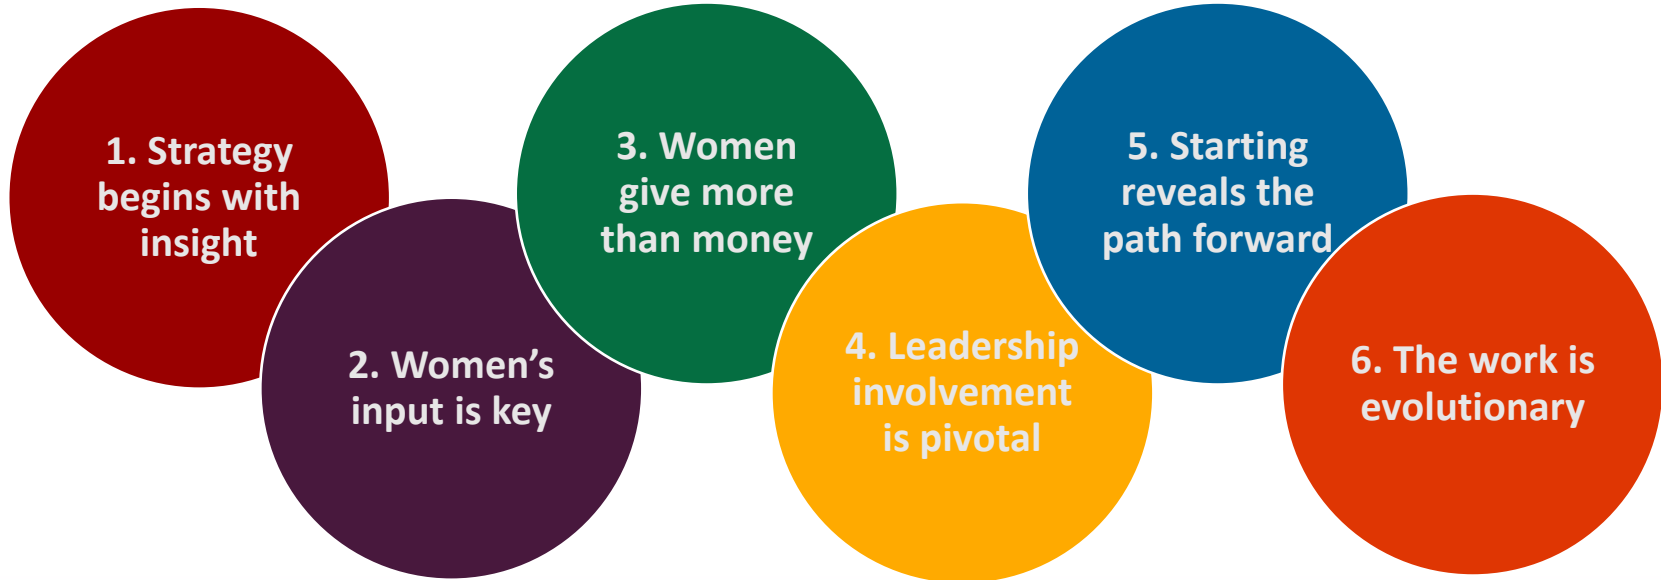 1. Strategy
begins with
insight
2. Women’s
input is key
3. Women
give more
than money
4. Leadership
involvement
is pivotal
5. Starting
reveals the
path forward
6. The work is
evolutionary